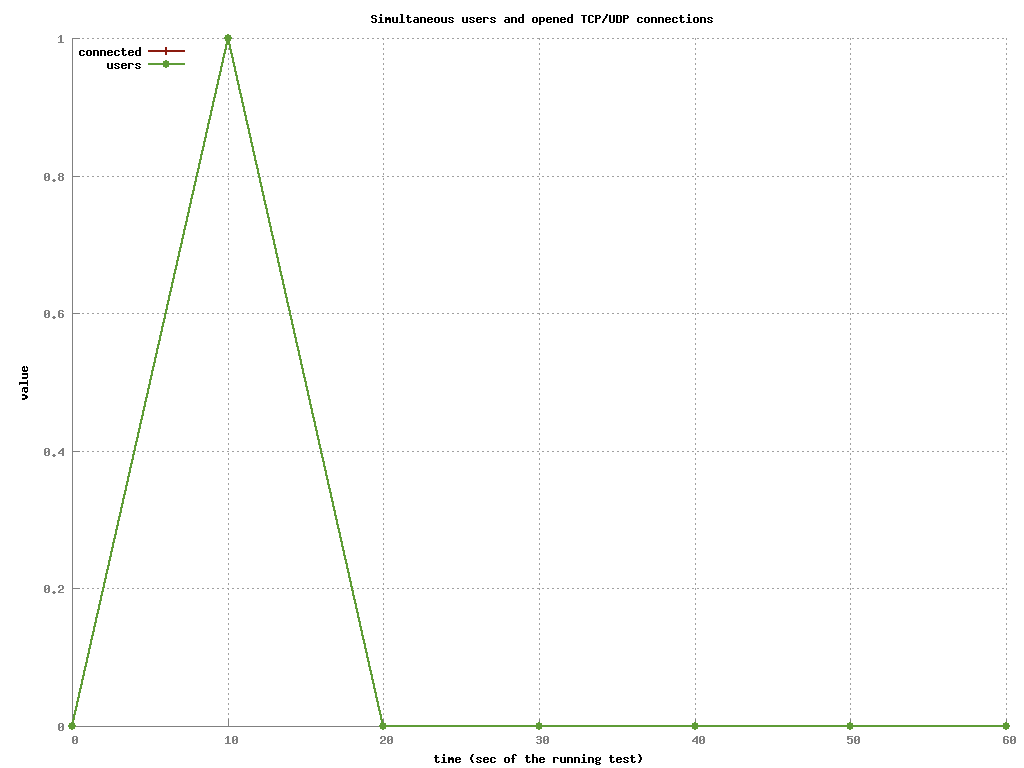 Simultaneous users and opened TCP/UDP connections
1
connected
users
0.8
0.6
value
0.4
0.2
0
0 10 20 30 40 50 60
time (sec of the running test)